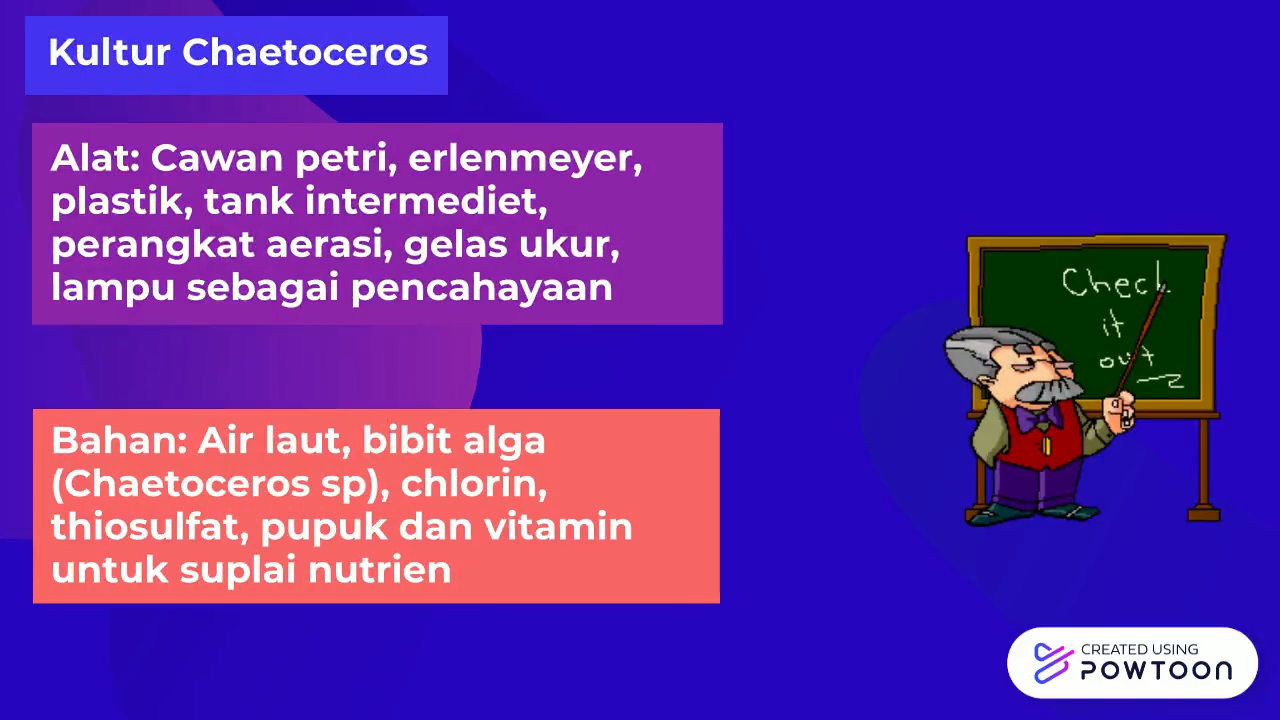 Kultur Chaetoceros
Alat: Cawan petri, erlenmeyer,
plastik, tank intermediet,
perangkat aerasi, gelas ukur,
lampu sebagai pencahayaan
Bahan: Air laut, bibit alga
(Chaetoceros sp), chlorin,
thiosulfat, pupuk dan vitamin
untuk suplai nutrien
Check
it
out
CREATED USING
POWTOON